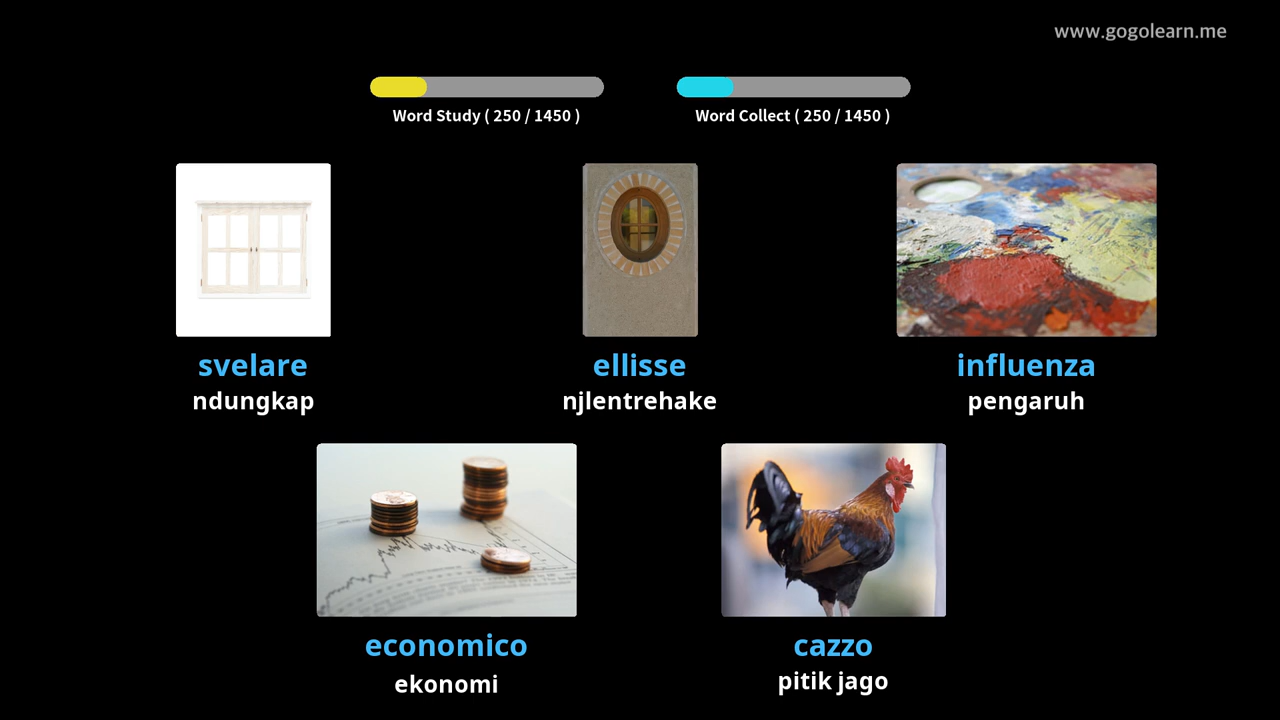 www.gogolearn.me
Word Study ( 250 / 1450 )
Word Collect ( 250 / 1450 )
svelare
ndungkap
ellisse
njlentrehake
influenza
pengaruh
economico
ekonomi
cazzo
pitik jago